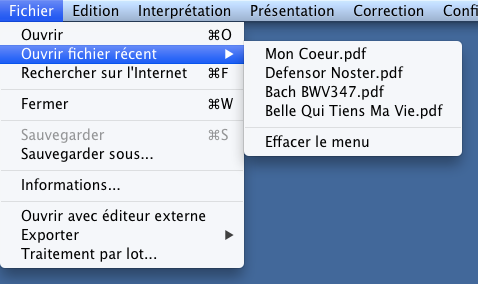 Fichier Edition Interprétation Présentation Correction Confi
Ouvrir ⌘O
Ouvrir fichier récent ▶
Rechercher sur l'Internet ⌘F
Fermer ⌘W
Sauvegarder ⌘S
Sauvegarder sous...
Informations...
Ouvrir avec éditeur externe
Exporter ▶
Traitement par lot...
Mon Coeur.pdf
Defensor Noster.pdf
Bach BWV347.pdf
Belle Qui Tiens Ma Vie.pdf
Effacer le menu